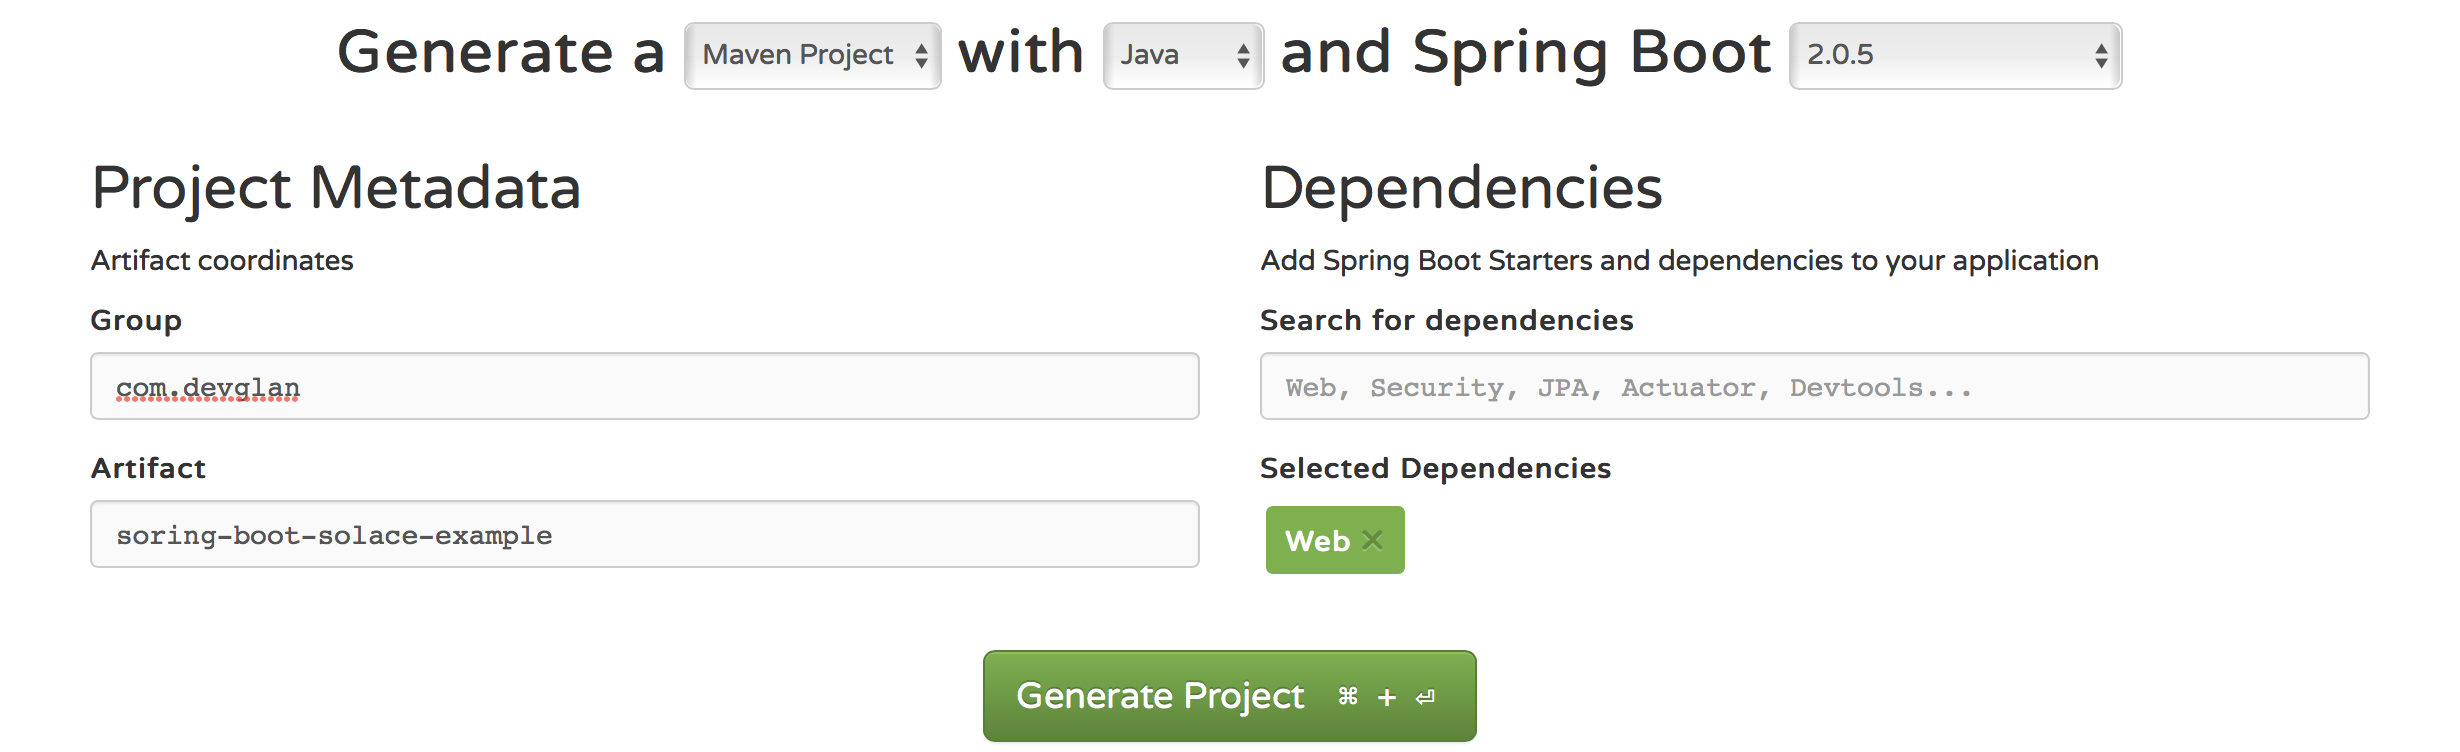 Generate a Maven Project with Java and Spring Boot 2.0.5
Project Metadata
Artifact coordinates
Group
com.devglan
Artifact
soring-boot-solace-example
Dependencies
Add Spring Boot Starters and dependencies to your application
Search for dependencies
Web, Security, JPA, Actuator, Devtools...
Selected Dependencies
Web ×
Generate Project ⌘ + ⏎